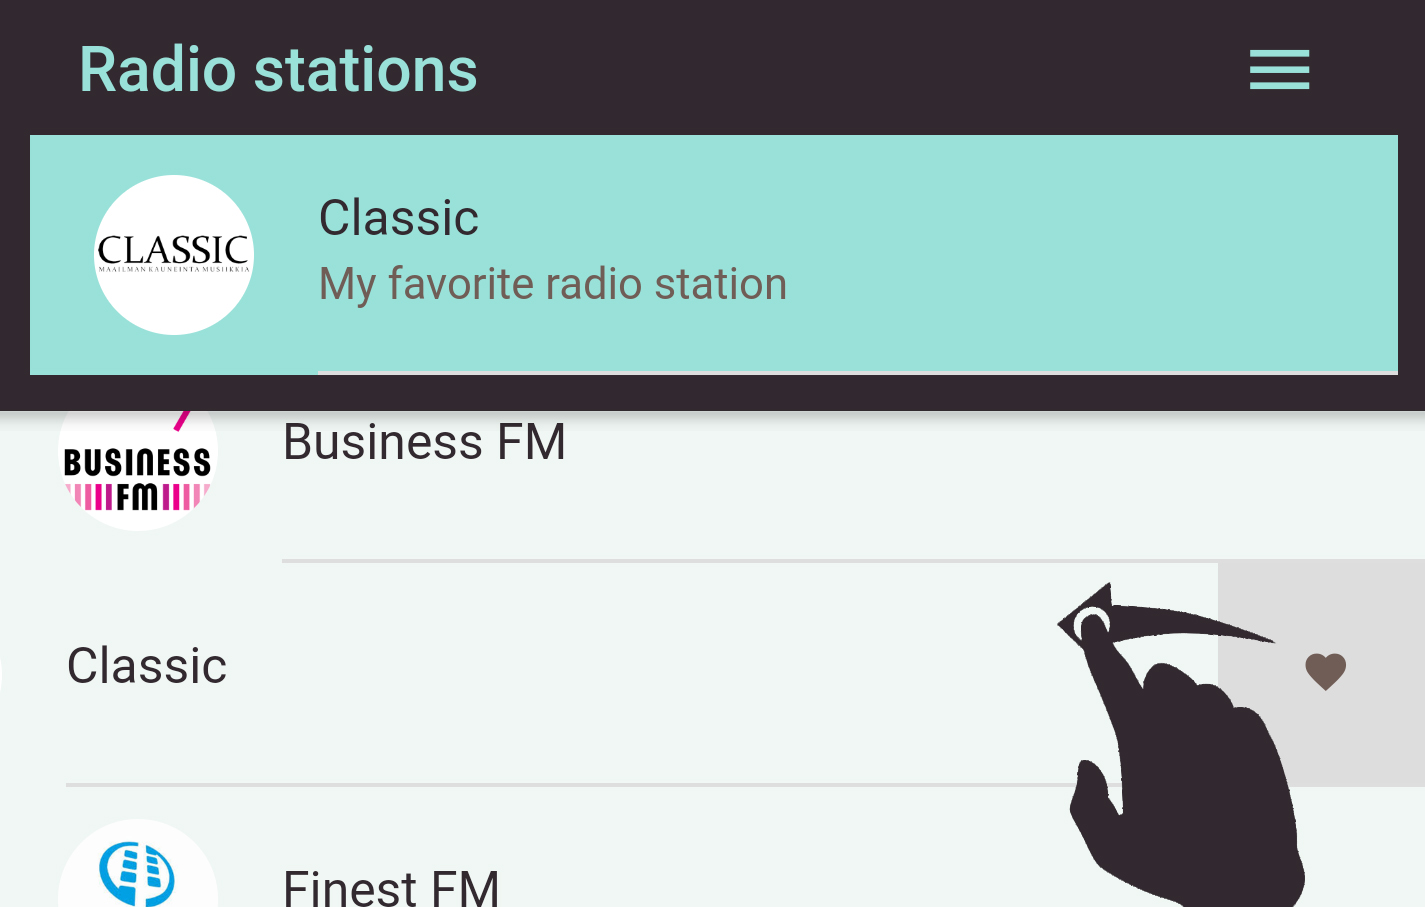 Radio stations
CLASSIC
MAAILMAN KAUNEINTA MUSIIKKIA
Classic
My favorite radio station
BUSINESS
FM
Business FM
Classic
Finest FM